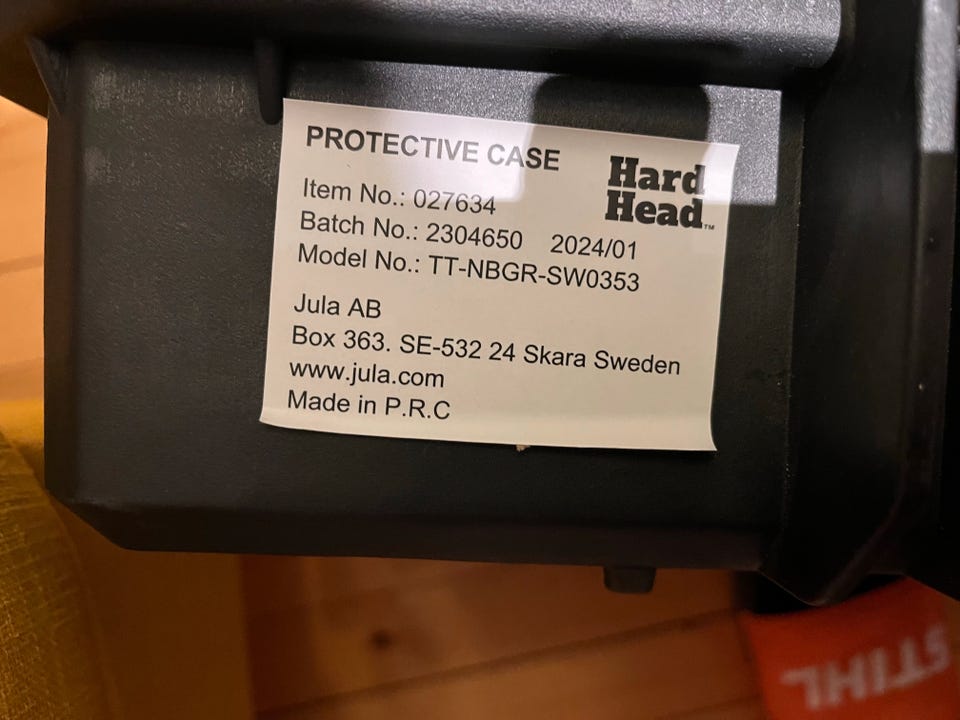 PROTECTIVE CASE
Hard
Head™
Item No.: 027634
Batch No.: 2304650 2024/01
Model No.: TT-NBGR-SW0353
Jula AB
Box 363. SE-532 24 Skara Sweden
www.jula.com
Made in P.R.C
STIHL